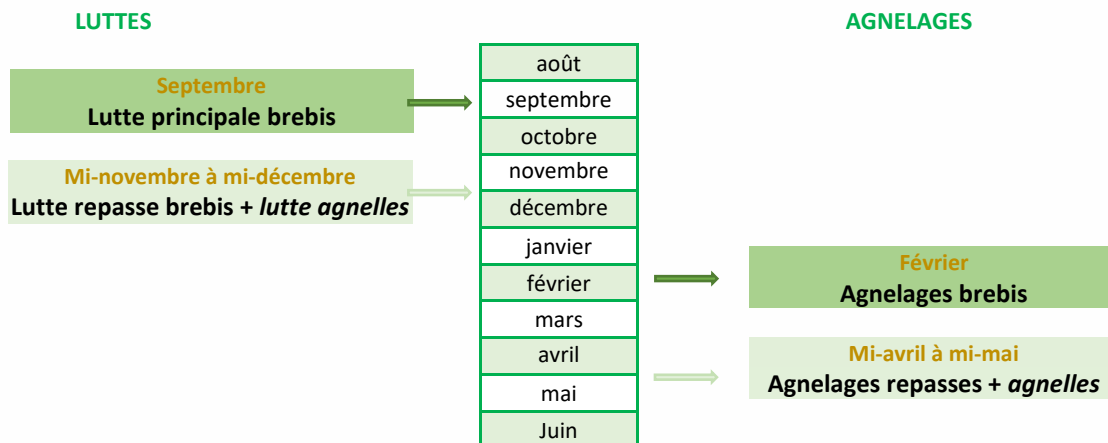 LUTTES
AGNELAGES
août
Septembre
Lutte principale brebis
septembre
octobre
novembre
Mi-novembre à mi-décembre
Lutte repasse brebis + lutte agnelles
décembre
janvier
février
Février
Agnelages brebis
mars
avril
Mi-avril à mi-mai
Agnelages repasses + agnelles
mai
Juin